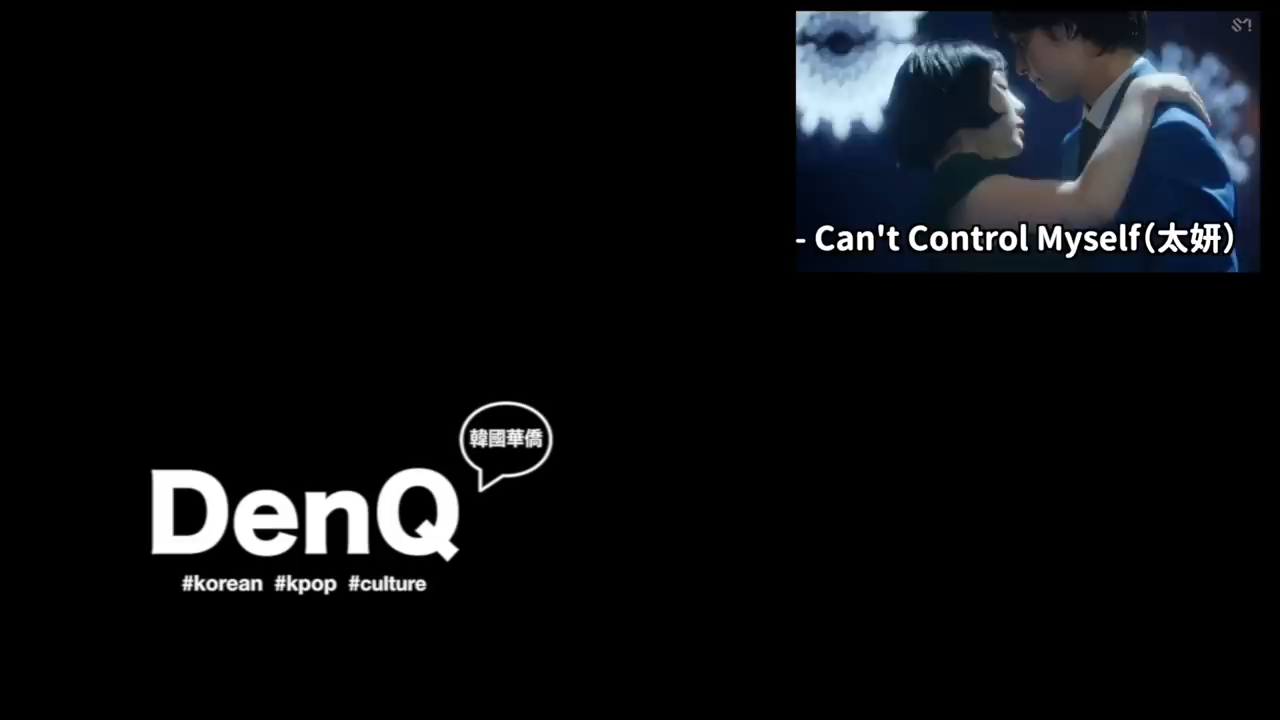 SM
- Can't Control Myself(太妍)
韓國華僑
DenQ
#korean #kpop #culture